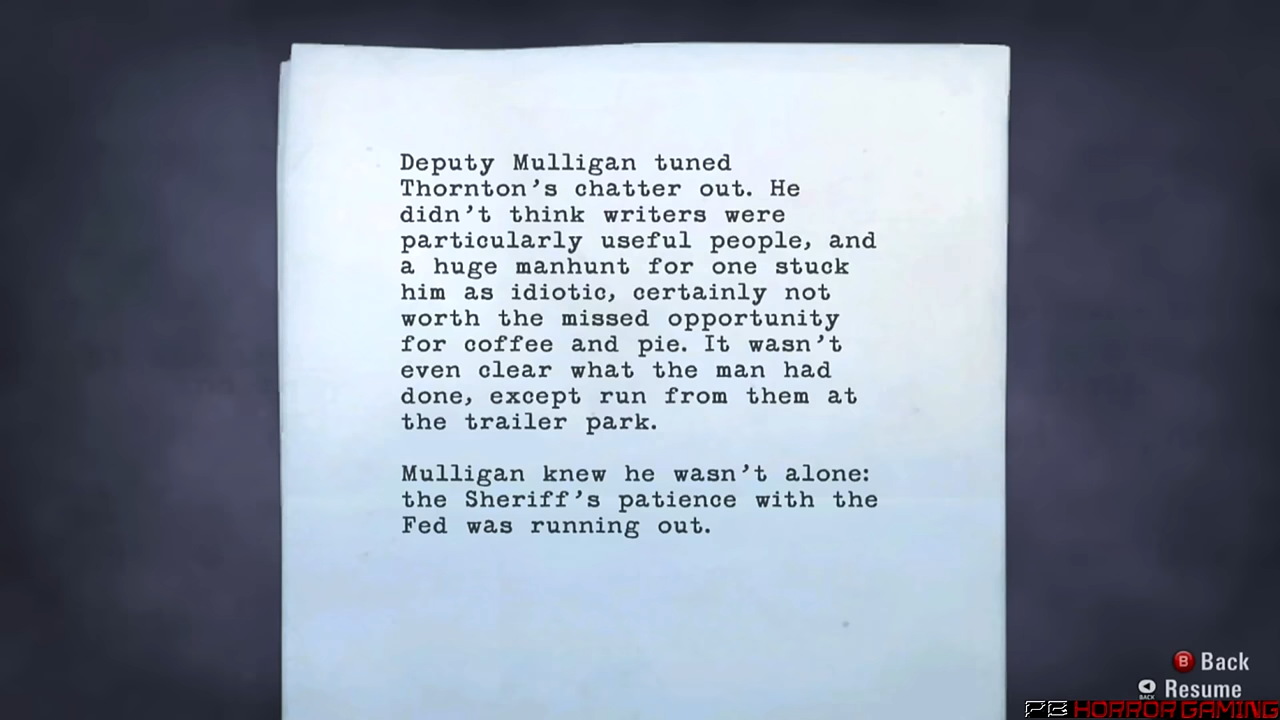 Deputy Mulligan tuned
Thornton's chatter out. He
didn't think writers were
particularly useful people, and
a huge manhunt for one stuck
him as idiotic, certainly not
worth the missed opportunity
for coffee and pie. It wasn't
even clear what the man had
done, except run from them at
the trailer park.

Mulligan knew he wasn't alone:
the Sheriff's patience with the
Fed was running out.
B Back
BACK Resume
PE HORROR GAMING